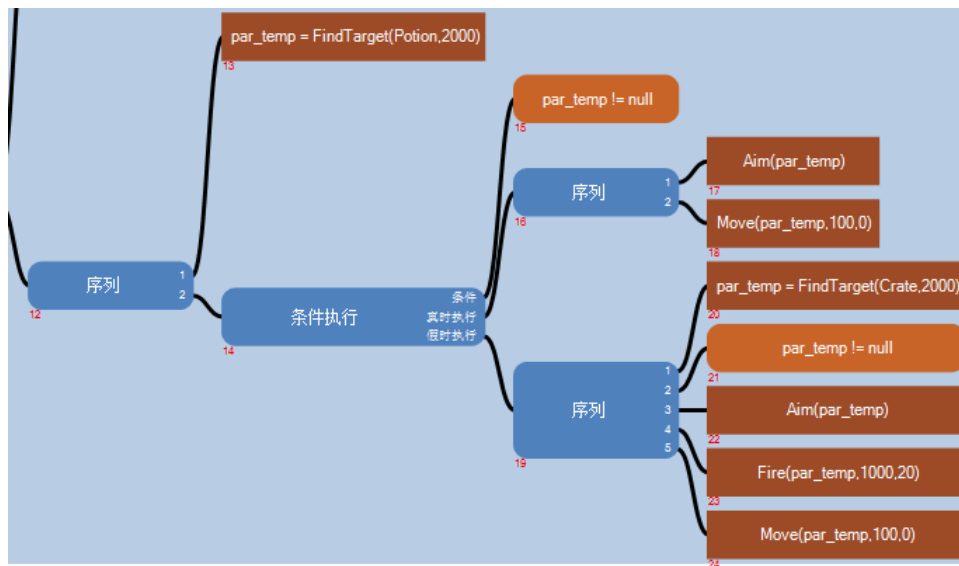 par_temp = FindTarget(Potion,2000)
13
par_temp != null
15
序列
1
2
16
Aim(par_temp)
17
Move(par_temp,100,0)
18
序列
1
2
12
条件执行
条件
真时执行
假时执行
14
par_temp = FindTarget(Crate,2000)
20
par_temp != null
21
序列
1
2
3
4
5
19
Aim(par_temp)
22
Fire(par_temp,1000,20)
23
Move(par_temp,100,0)
24